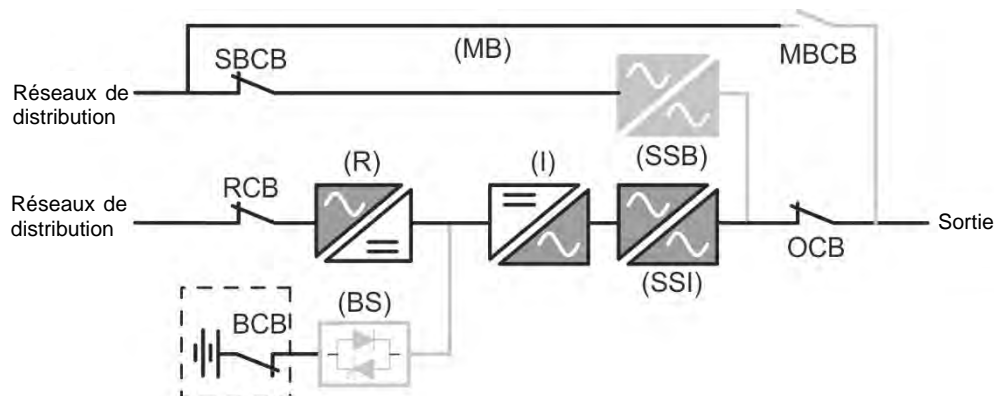 (MB)
MBCB
SBCB
Réseaux de
distribution
(SSB)
(R)
(I)
RCB
Réseaux de
distribution
Sortie
OCB
(SSI)
(BS)
BCB